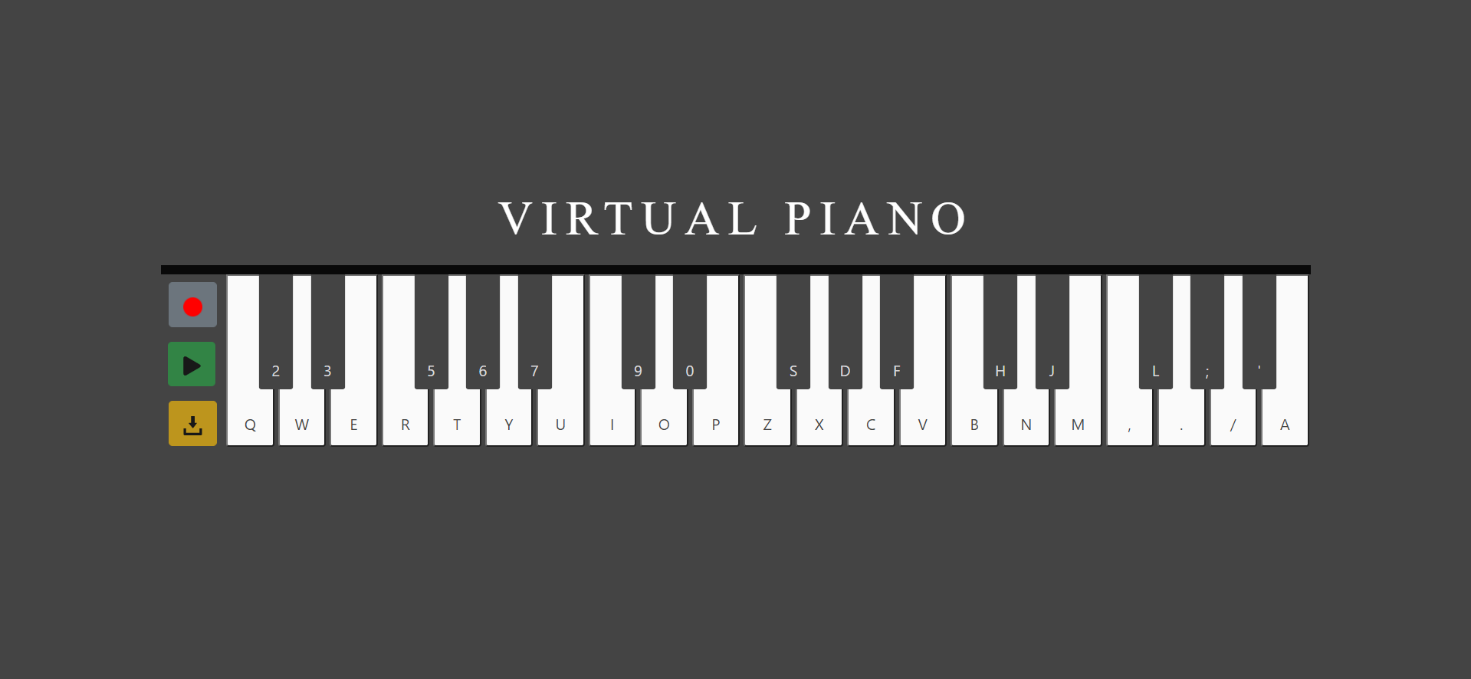 VIRTUAL PIANO
2 3 5 6 7 9 0 S D F H J L ; '
Q W E R T Y U I O P Z X C V B N M , . / A